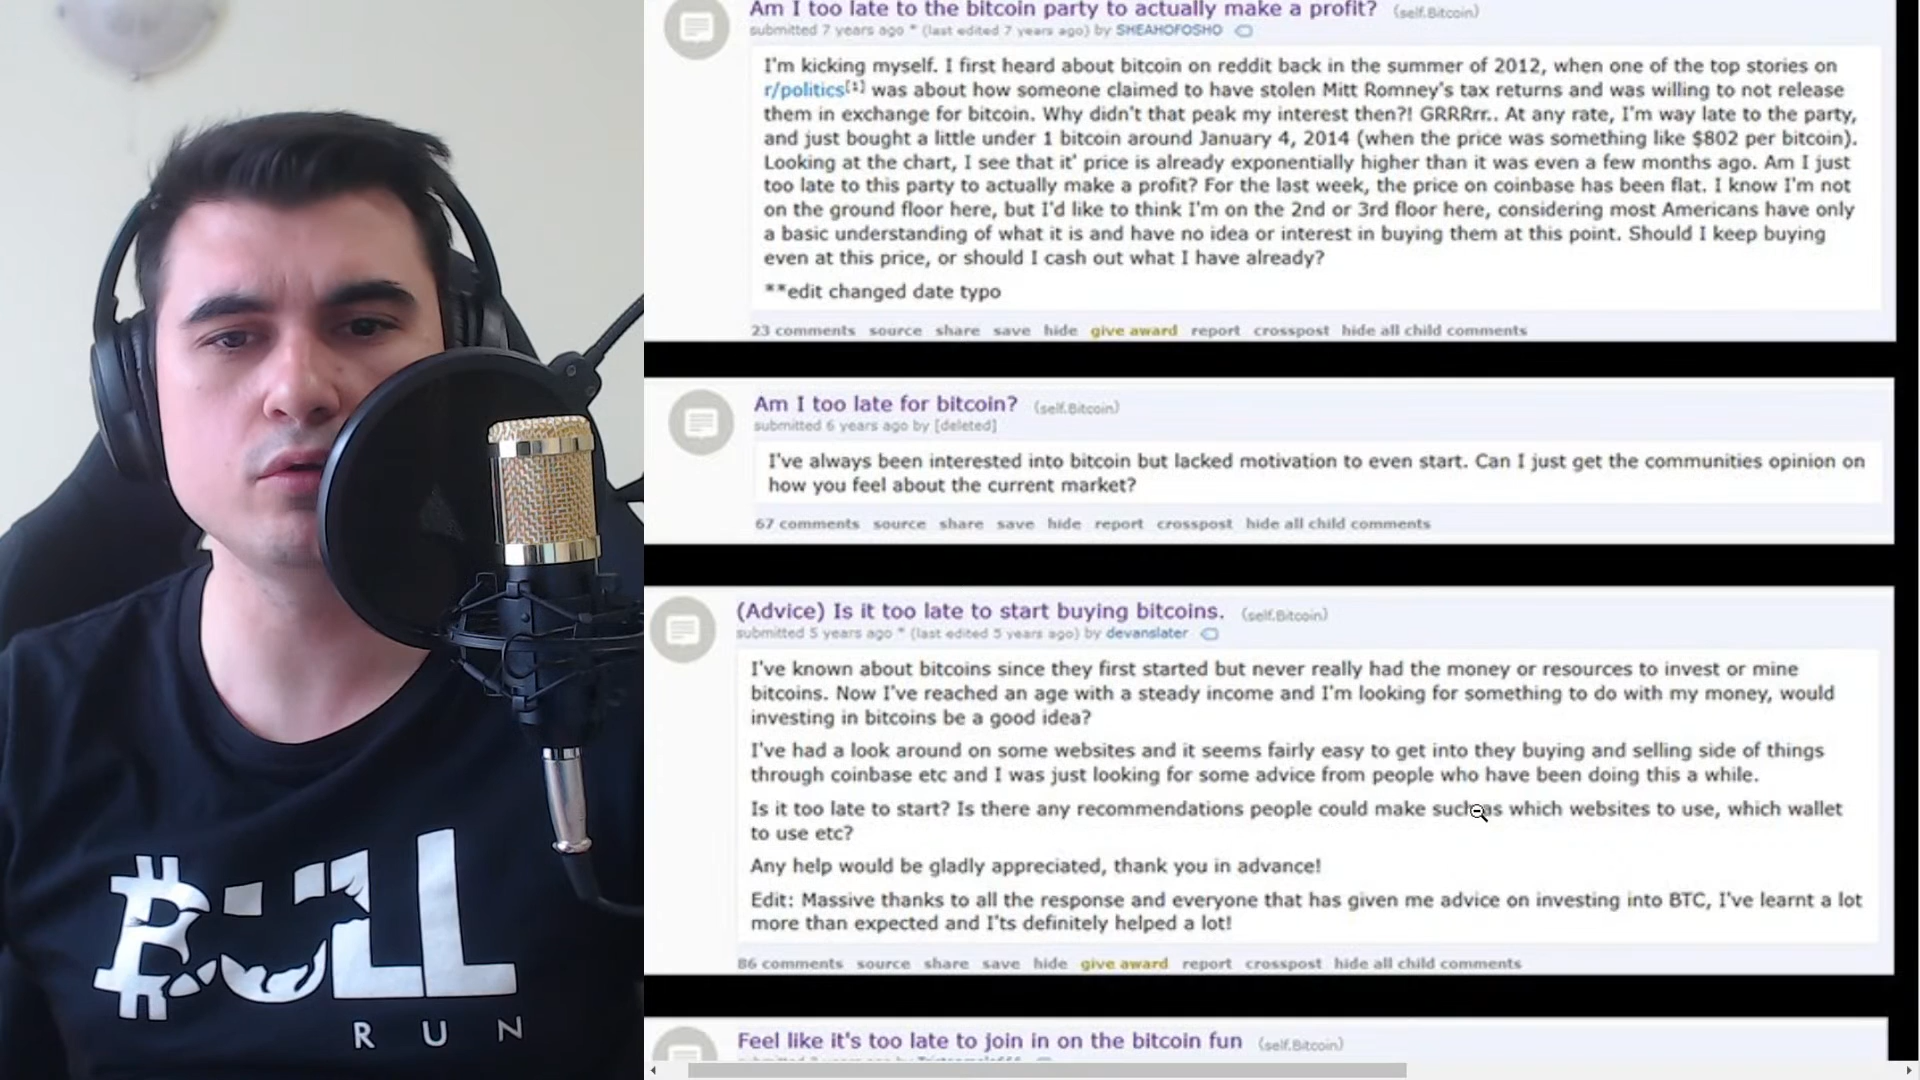 Am I too late to the bitcoin party to actually make a profit? (self.Bitcoin)
submitted 7 years ago * (last edited 7 years ago) by SHEAHOFOSHO
I'm kicking myself. I first heard about bitcoin on reddit back in the summer of 2012, when one of the top stories on
r/politics[1] was about how someone claimed to have stolen Mitt Romney's tax returns and was willing to not release
them in exchange for bitcoin. Why didn't that peak my interest then?! GRRRrr.. At any rate, I'm way late to the party,
and just bought a little under 1 bitcoin around January 4, 2014 (when the price was something like $802 per bitcoin).
Looking at the chart, I see that it' price is already exponentially higher than it was even a few months ago. Am I just
too late to this party to actually make a profit? For the last week, the price on coinbase has been flat. I know I'm not
on the ground floor here, but I'd like to think I'm on the 2nd or 3rd floor here, considering most Americans have only
a basic understanding of what it is and have no idea or interest in buying them at this point. Should I keep buying
even at this price, or should I cash out what I have already?
**edit changed date typo
23 comments source share save hide give award report crosspost hide all child comments
Am I too late for bitcoin? (self.Bitcoin)
submitted 6 years ago by [deleted]
I've always been interested into bitcoin but lacked motivation to even start. Can I just get the communities opinion on
how you feel about the current market?
67 comments source share save hide report crosspost hide all child comments
(Advice) Is it too late to start buying bitcoins. (self.Bitcoin)
submitted 5 years ago * (last edited 5 years ago) by devanslater
I've known about bitcoins since they first started but never really had the money or resources to invest or mine
bitcoins. Now I've reached an age with a steady income and I'm looking for something to do with my money, would
investing in bitcoins be a good idea?
I've had a look around on some websites and it seems fairly easy to get into they buying and selling side of things
through coinbase etc and I was just looking for some advice from people who have been doing this a while.
Is it too late to start? Is there any recommendations people could make such as which websites to use, which wallet
to use etc?
Any help would be gladly appreciated, thank you in advance!
Edit: Massive thanks to all the response and everyone that has given me advice on investing into BTC, I've learnt a lot
more than expected and I'ts definitely helped a lot!
86 comments source share save hide give award report crosspost hide all child comments
Feel like it's too late to join in on the bitcoin fun (self.Bitcoin)
BULL
RUN